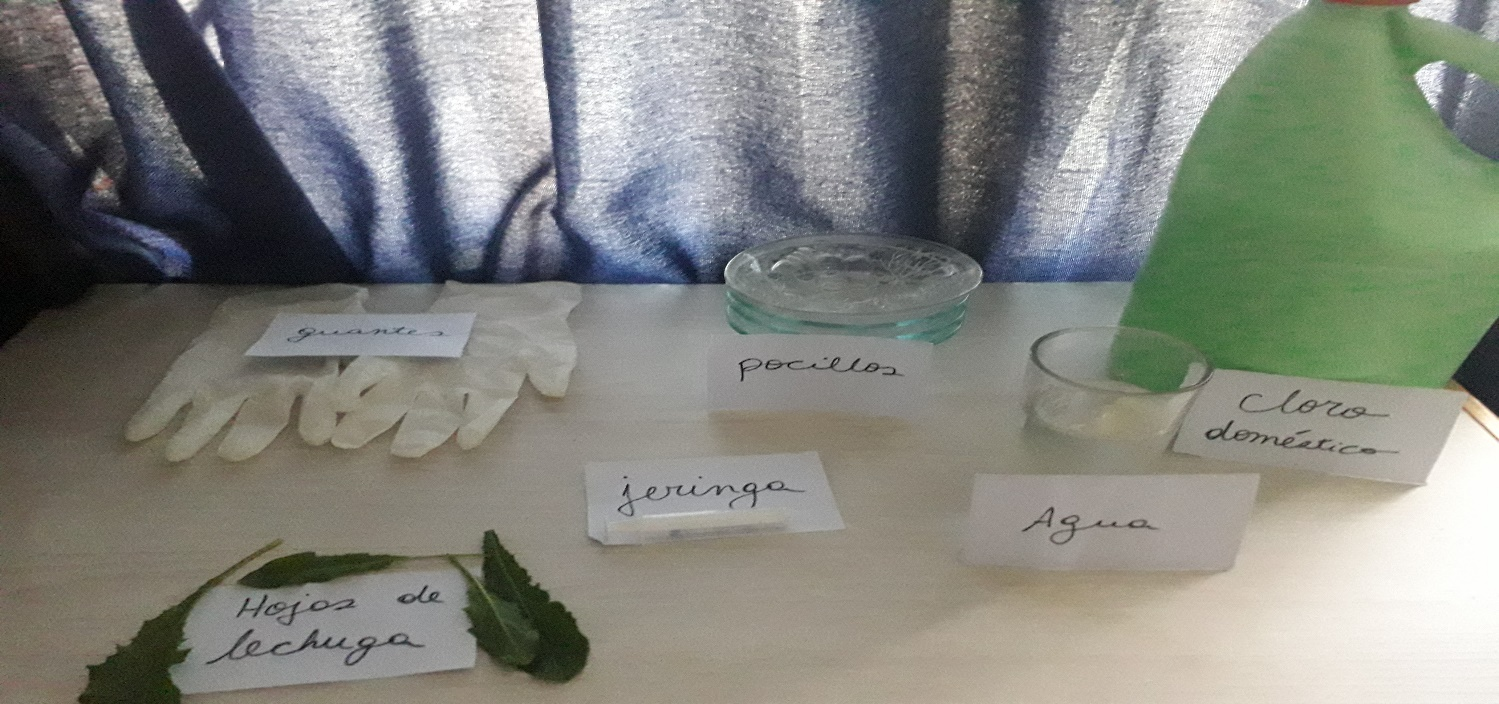 guantes
pocillos
Cloro
doméstico
jeringa
Agua
Hojas de
lechuga